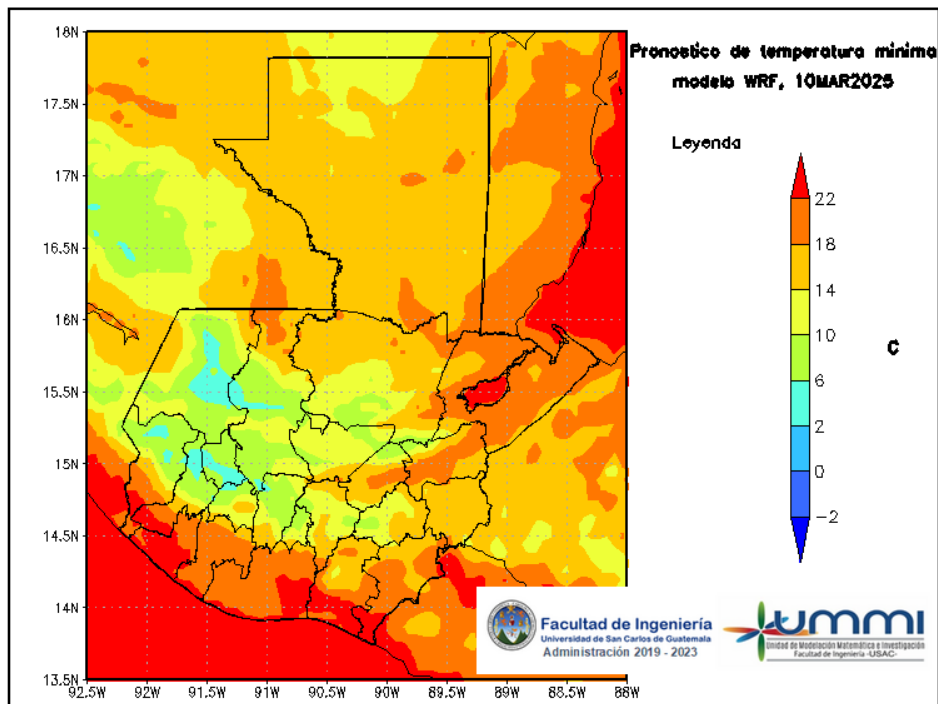 Pronostico de temperatura minima
modelo WRF, 10MAR2025
Leyenda
22
18
14
10
6
2
0
−2
C
18N
17.5N
17N
16.5N
16N
15.5N
15N
14.5N
14N
13.5N
92.5W
92W
91.5W
91W
90.5W
90W
89.5W
89W
88.5W
88W
Facultad de Ingeniería
Universidad de San Carlos de Guatemala
Administración 2019 - 2023
ummi
Unidad de Modelación Matemática e Investigación
Facultad de Ingeniería -USAC-